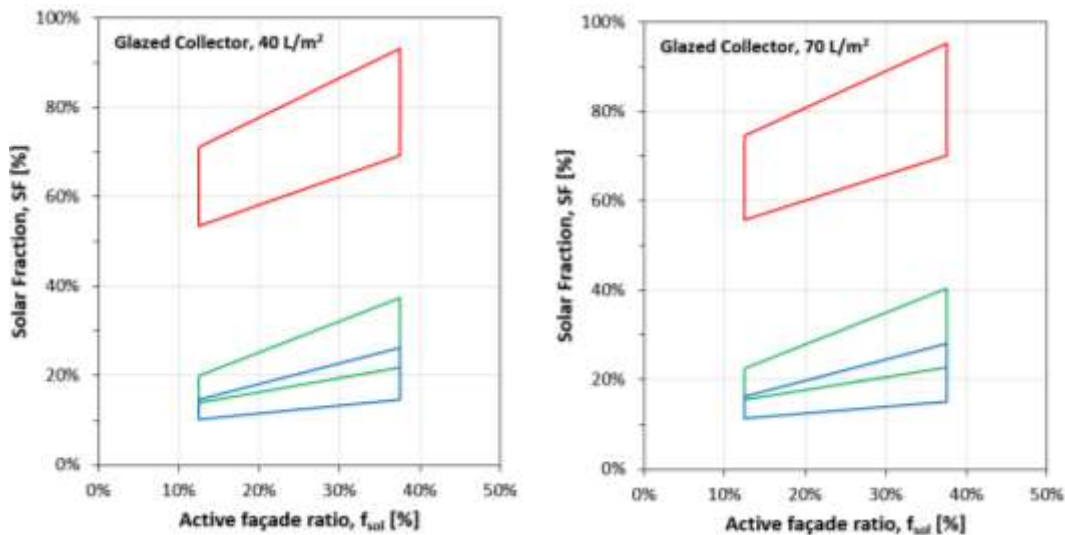 Glazed Collector, 40 L/m²
Solar Fraction, SF [%]
100%
80%
60%
40%
20%
0%
0% 10% 20% 30% 40% 50%
Active façade ratio, fsol [%]
Glazed Collector, 70 L/m²
Solar Fraction, SF [%]
100%
80%
60%
40%
20%
0%
0% 10% 20% 30% 40% 50%
Active façade ratio, fsol [%]